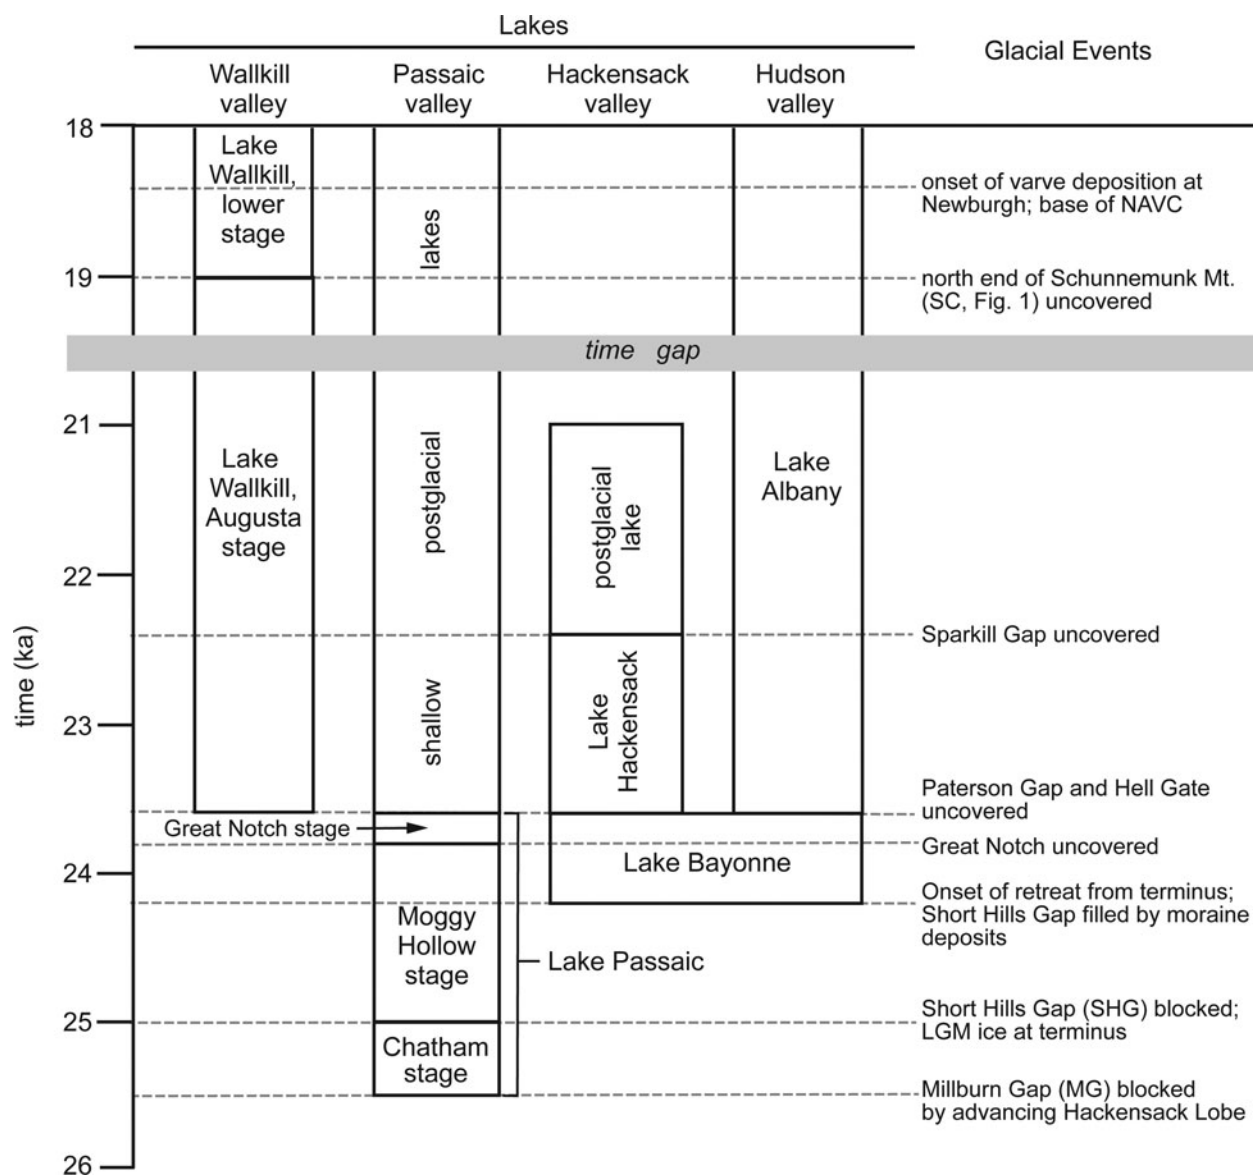 Lakes
Glacial Events
Wallkill
valley
Passaic
valley
Hackensack
valley
Hudson
valley
18
Lake
Wallkill,
lower
stage
onset of varve deposition at
Newburgh; base of NAVC
lakes
19
north end of Schunnemunk Mt.
(SC, Fig. 1) uncovered
time gap
21
Lake
Wallkill,
Augusta
stage
postglacial
postglacial
lake
Lake
Albany
22
Sparkill Gap uncovered
time (ka)
shallow
Lake
Hackensack
23
Paterson Gap and Hell Gate
uncovered
Great Notch stage
Great Notch uncovered
Lake Bayonne
24
Onset of retreat from terminus;
Short Hills Gap filled by moraine
deposits
Moggy
Hollow
stage
Lake Passaic
25
Short Hills Gap (SHG) blocked;
LGM ice at terminus
Chatham
stage
Millburn Gap (MG) blocked
by advancing Hackensack Lobe
26